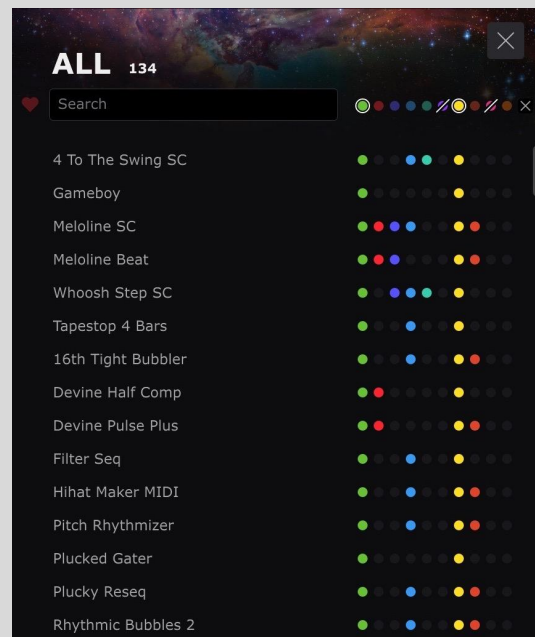 ALL 134
Search
4 To The Swing SC
Gameboy
Meloline SC
Meloline Beat
Whoosh Step SC
Tapestop 4 Bars
16th Tight Bubbler
Devine Half Comp
Devine Pulse Plus
Filter Seq
Hihat Maker MIDI
Pitch Rhythmizer
Plucked Gater
Plucky Reseq
Rhythmic Bubbles 2